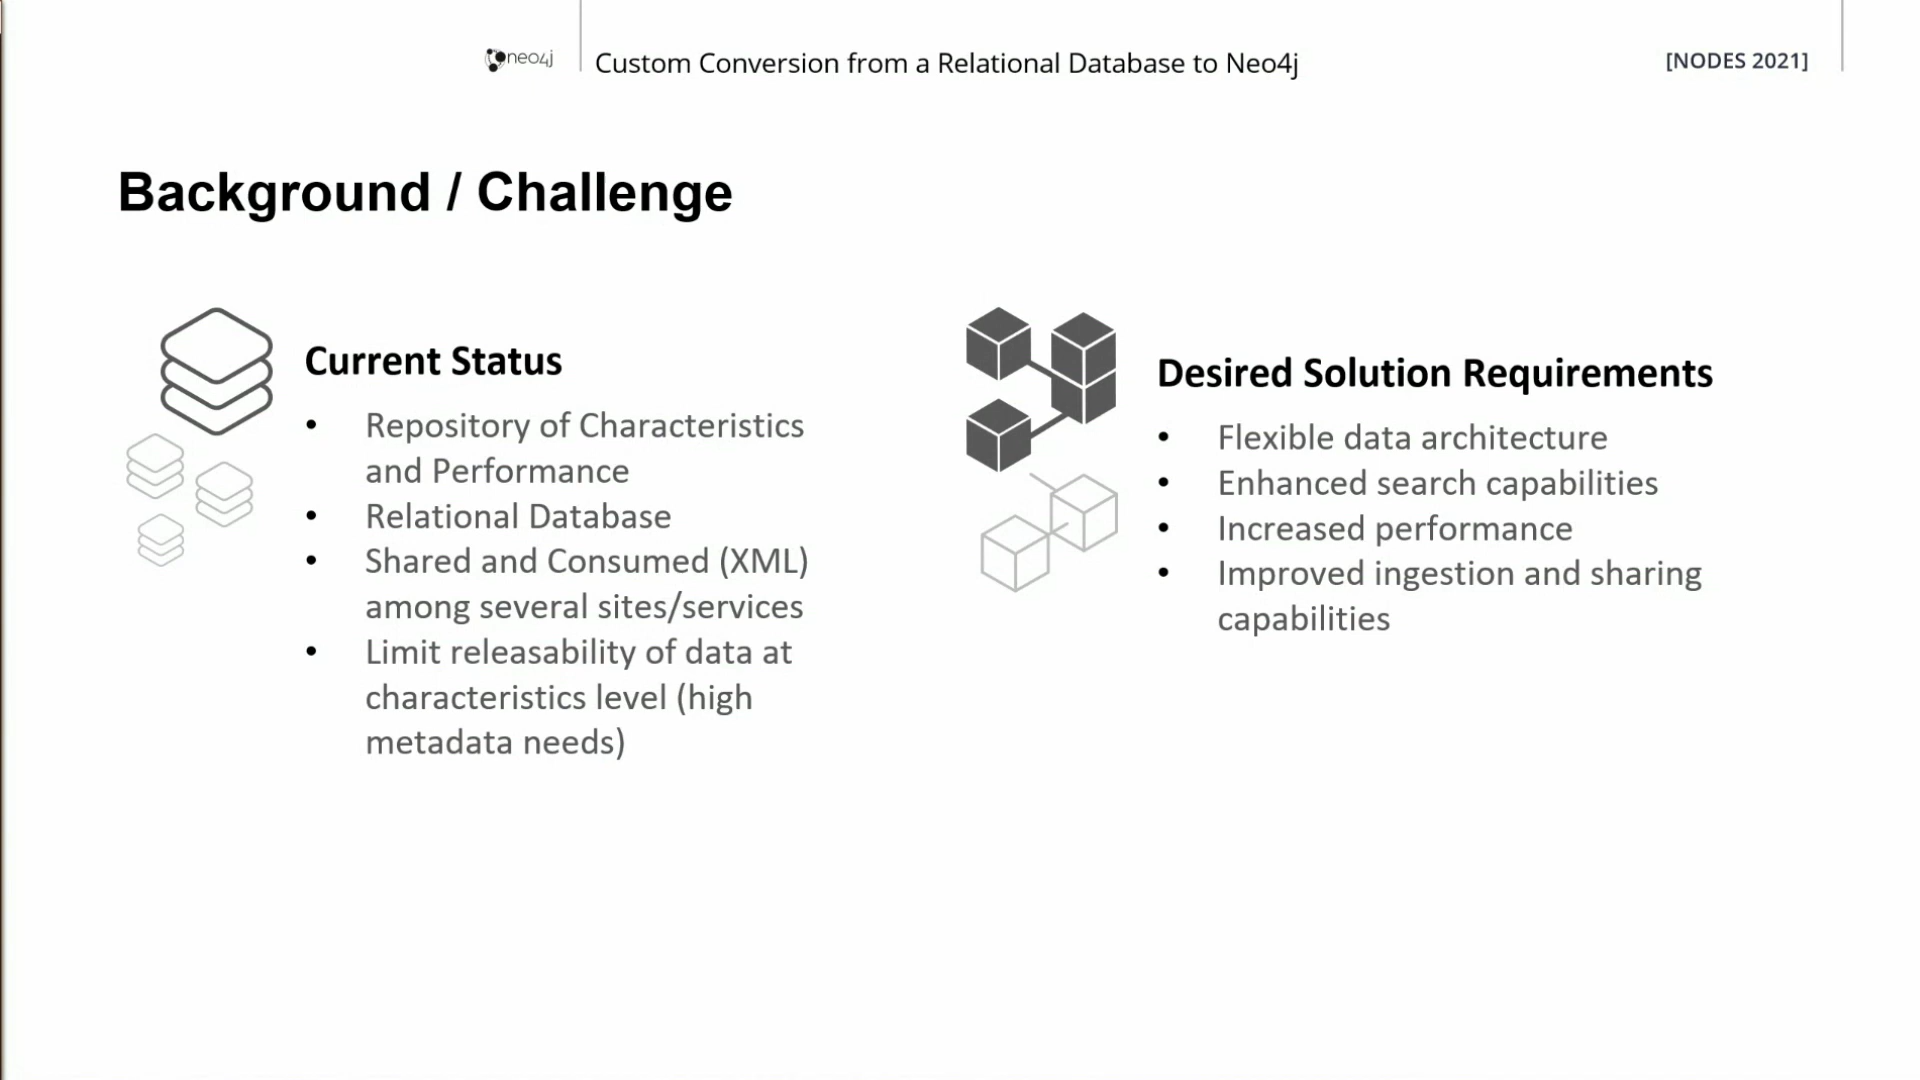 neo4j
Custom Conversion from a Relational Database to Neo4j
[NODES 2021]
Background / Challenge
Current Status
• Repository of Characteristics
and Performance
• Relational Database
• Shared and Consumed (XML)
among several sites/services
• Limit releasability of data at
characteristics level (high
metadata needs)
Desired Solution Requirements
• Flexible data architecture
• Enhanced search capabilities
• Increased performance
• Improved ingestion and sharing
capabilities